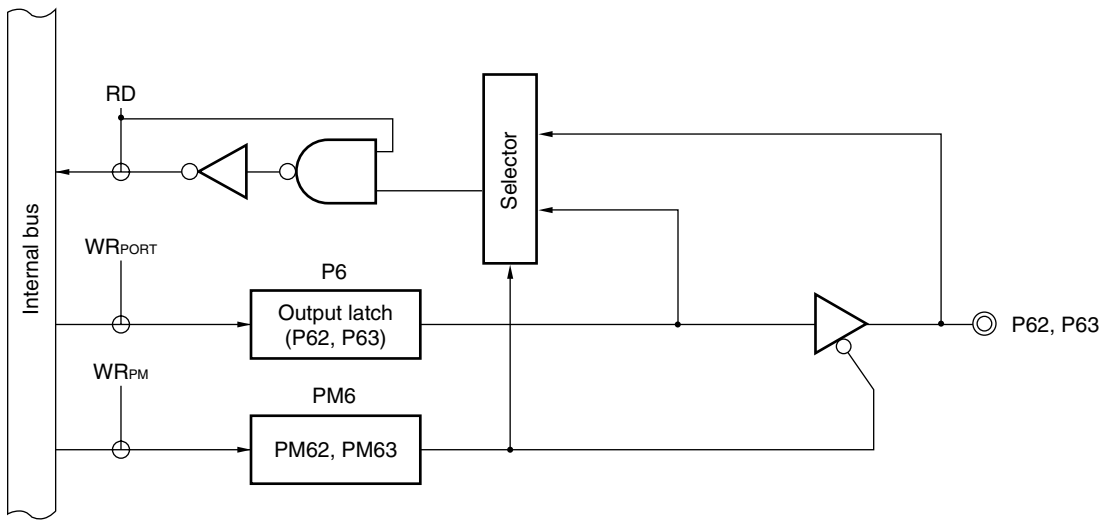 RD
Selector
Internal bus
WRPORT
P6
Output latch
(P62, P63)
P62, P63
WRPM
PM6
PM62, PM63